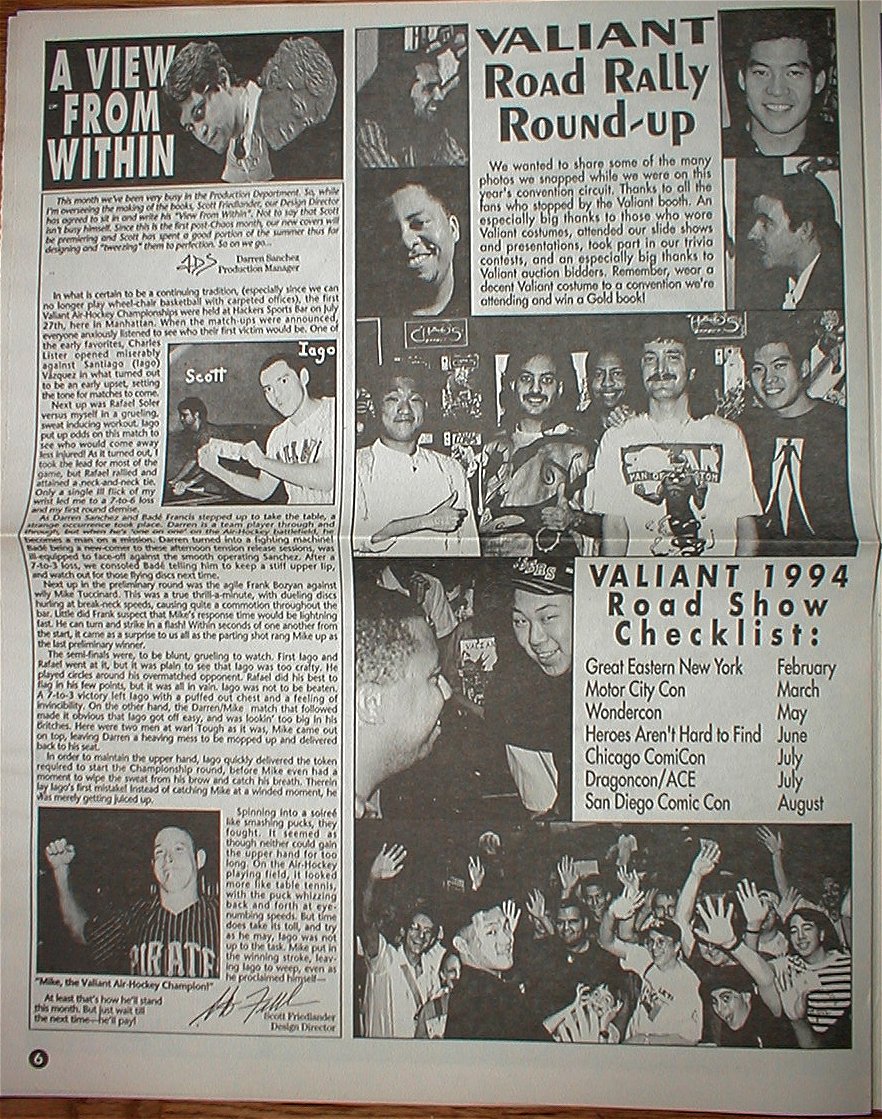 A VIEW
FROM
WITHIN
This month we've been very busy in the Production Department. So, while
I'm overseeing the making of the books, Scott Friedlander, our Design Director
has agreed to sit in and write his "View From Within". Not to say that Scott
isn't busy himself. Since this is the first post-Chaos month, our new covers will
be premiering and Scott has spent a good portion of the summer thus far
designing and "tweezing" them to perfection. So on we go...
Darren Sanchez
Production Manager
In what is certain to be a continuing tradition, (especially since we can
no longer play wheel-chair basketball with carpeted offices), the first
Valiant Air-Hockey Championships were held at Hackers Sports Bar on July
27th, here in Manhattan. When the match-ups were announced,
everyone anxiously listened to see who their first victim would be. One of
the early favorites, Charles
Lister opened miserably
against Santiago (Iago)
Vazquez in what turned out
to be an early upset, setting
the tone for matches to come.
Next up was Rafael Soler
versus myself in a grueling,
sweat inducing workout. Iago
put up odds on this match to
see who would come away
less injured! As it turned out, I
took the lead for most of the
game, but Rafael rallied and
attained a neck-and-neck tie.
Only a single ill flick of my
wrist led me to a 7-to-6 loss
and my first round demise.
Scott
Iago
As Darren Sanchez and Badé Francis stepped up to take the table, a
strange occurrence took place. Darren is a team player through and
through, but when he's 'one on one' on the Air-Hockey battlefield, he
becomes a man on a mission. Darren turned into a fighting machine!
Badé being a new-comer to these afternoon tension release sessions, was
ill-equipped to face-off against the smooth operating Sanchez. After a
7-to-3 loss, we consoled Badé telling him to keep a stiff upper lip,
and watch out for those flying discs next time.
Next up in the preliminary round was the agile Frank Bozyan against
wily Mike Tuccinard. This was a true thrill-a-minute, with dueling discs
hurling at break-neck speeds, causing quite a commotion throughout the
bar. Little did Frank suspect that Mike's response time would be lightning
fast. He can turn and strike in a flash! Within seconds of one another from
the start, it came as a surprise to us all as the parting shot rang Mike up as
the last preliminary winner.
The semi-finals were, to be blunt, grueling to watch. First Iago and
Rafael went at it, but it was plain to see that Iago was too crafty. He
played circles around his overmatched opponent. Rafael did his best to
flag in his few points, but it was all in vain. Iago was not to be beaten.
A 7-to-3 victory left Iago with a puffed out chest and a feeling of
invincibility. On the other hand, the Darren/Mike match that followed
made it obvious that Iago got off easy, and was lookin' too big in his
Britches. Here were two men at war! Tough as it was, Mike came out
on top, leaving Darren a heaving mess to be mopped up and delivered
back to his seat.
In order to maintain the upper hand, Iago quickly delivered the token
required to start the Championship round, before Mike even had a
moment to wipe the sweat from his brow and catch his breath. Therein
lay Iago's first mistake! Instead of catching Mike at a winded moment, he
was merely getting juiced up.
Spinning into a soireé
like smashing pucks, they
fought. It seemed as
though neither could gain
the upper hand for too
long. On the Air-Hockey
playing field, it looked
more like table tennis,
with the puck whizzing
back and forth at eye-
numbing speeds. But time
does take its toll, and try
as he may, Iago was not
up to the task. Mike put in
the winning stroke, leav-
ing Iago to weep, even as
he proclaimed himself—
PIRATE
"Mike, the Valiant Air-Hockey Champion!"
At least that's how he'll stand
this month. But just wait till
the next time—he'll pay!
Scott Friedlander
Design Director
6
VALIANT
Road Rally
Round-up
We wanted to share some of the many
photos we snapped while we were on this
year's convention circuit. Thanks to all the
fans who stopped by the Valiant booth. An
especially big thanks to those who wore
Valiant costumes, attended our slide shows
and presentations, took part in our trivia
contests, and an especially big thanks to
Valiant auction bidders. Remember, wear a
decent Valiant costume to a convention we're
attending and win a Gold book!
VALIANT 1994
Road Show
Checklist:
Great Eastern New York February
Motor City Con March
Wondercon May
Heroes Aren't Hard to Find June
Chicago ComiCon July
Dragoncon/ACE July
San Diego Comic Con August